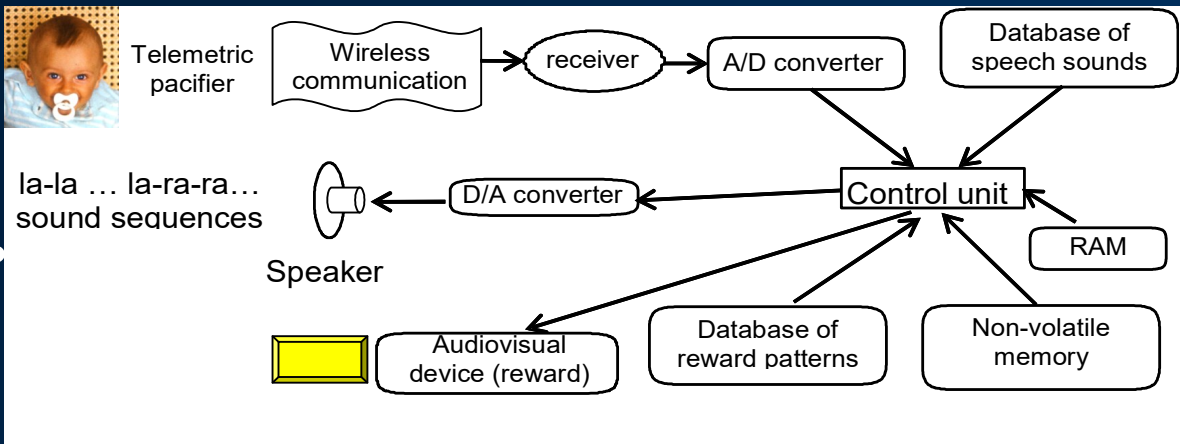 Telemetric
pacifier
Wireless
communication
receiver
A/D converter
Database of
speech sounds
la-la … la-ra-ra…
sound sequences
D/A converter
Control unit
RAM
Speaker
Audiovisual
device (reward)
Database of
reward patterns
Non-volatile
memory